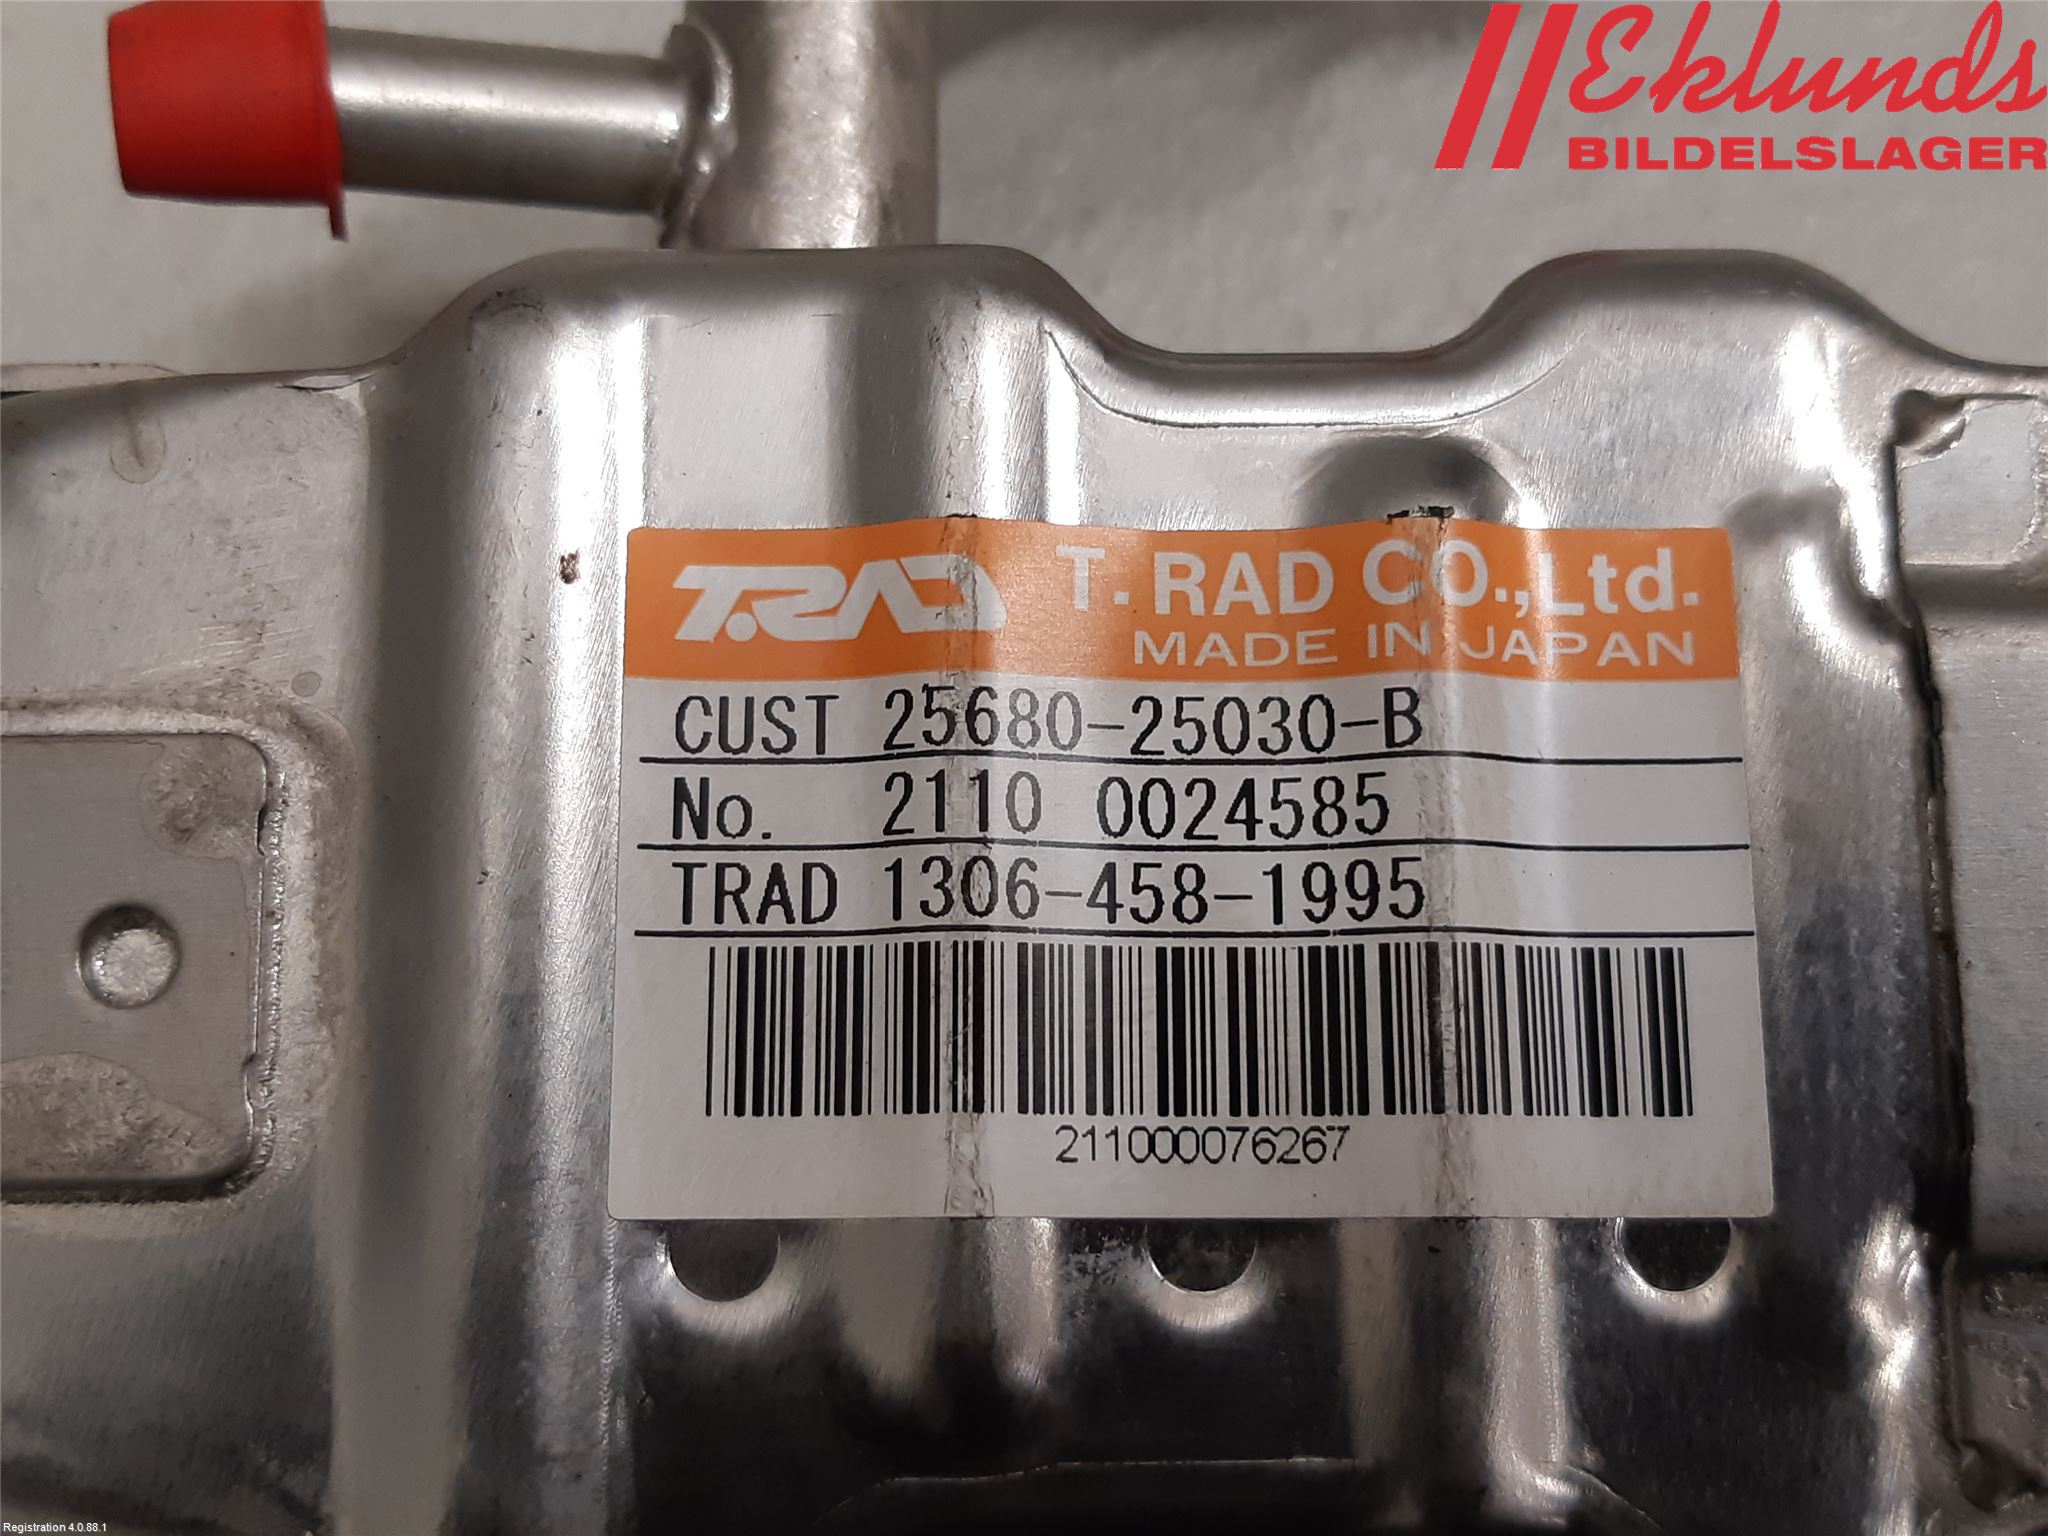 Eklunds
BILDELSLAGER
T.RAD T. RAD CO.,Ltd.
MADE IN JAPAN
CUST 25680-25030-B
No. 2110 0024585
TRAD 1306-458-1995
211000076267
Registration 4.0.88.1